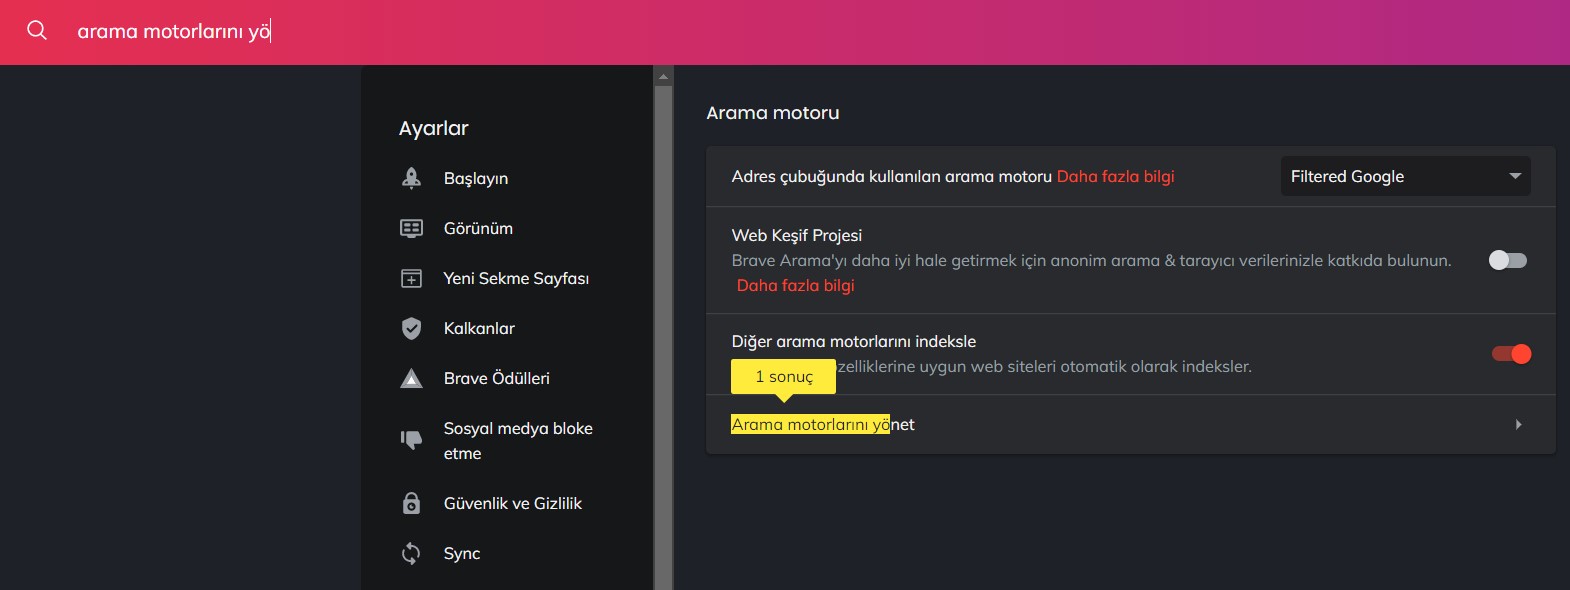 arama motorlarını yö
Ayarlar
Başlayın
Görünüm
Yeni Sekme Sayfası
Kalkanlar
Brave Ödülleri
Sosyal medya bloke
etme
Güvenlik ve Gizlilik
Sync
Arama motoru
Adres çubuğunda kullanılan arama motoru Daha fazla bilgi
Filtered Google
Web Keşif Projesi
Brave Arama'yı daha iyi hale getirmek için anonim arama & tarayıcı verilerinizle katkıda bulunun.
Daha fazla bilgi
Diğer arama motorlarını indeksle
zelliklerine uygun web siteleri otomatik olarak indeksler.
1 sonuç
Arama motorlarını yönet